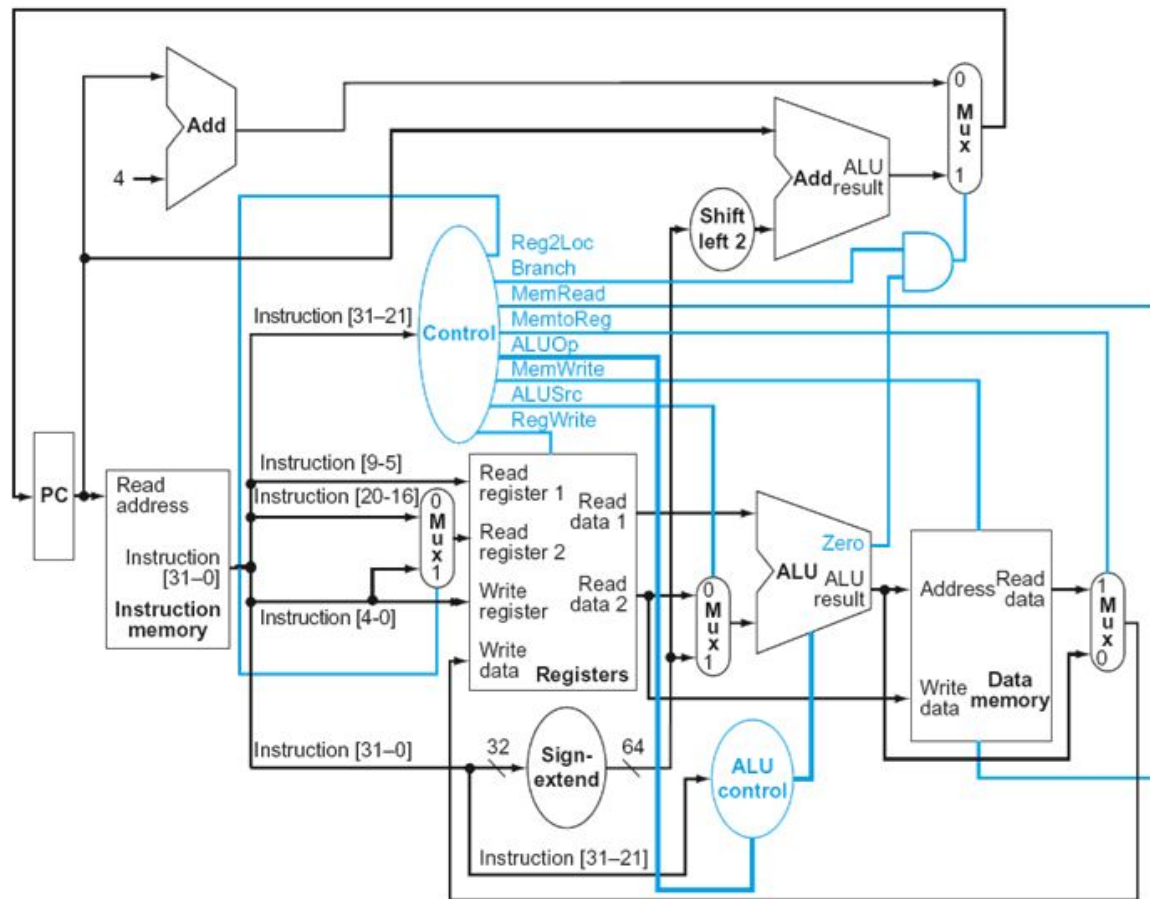 Add
4
0
Mux
1
Add
ALU
result
Shift
left 2
Reg2Loc
Branch
MemRead
MemtoReg
ALUOp
MemWrite
ALUSrc
RegWrite
Control
Instruction [31–21]
PC
Read
address
Instruction
[31–0]
Instruction
memory
Instruction [9-5]
Instruction [20-16]
Instruction [4-0]
0
Mux
1
Read
register 1
Read
register 2
Write
register
Write
data
Read
data 1
Read
data 2
Registers
0
Mux
1
Zero
ALU
ALU
result
Address
Read
data
Write
data
Data
memory
1
Mux
0
Instruction [31–0]
32
Sign-
extend
64
ALU
control
Instruction [31–21]